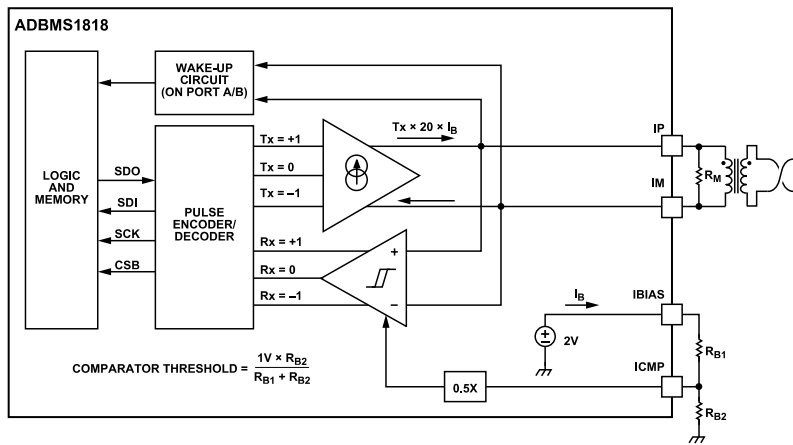 ADBMS1818
WAKE-UP
CIRCUIT
(ON PORT A/B)
LOGIC
AND
MEMORY
SDO
SDI
SCK
CSB
PULSE
ENCODER/
DECODER
Tx = +1
Tx = 0
Tx = –1
Rx = +1
Rx = 0
Rx = –1
Tx × 20 × IB
+
–
IP
IM
RM
IB
IBIAS
+
–
2V
RB1
ICMP
0.5X
RB2
COMPARATOR THRESHOLD = 1V × RB2
RB1 + RB2